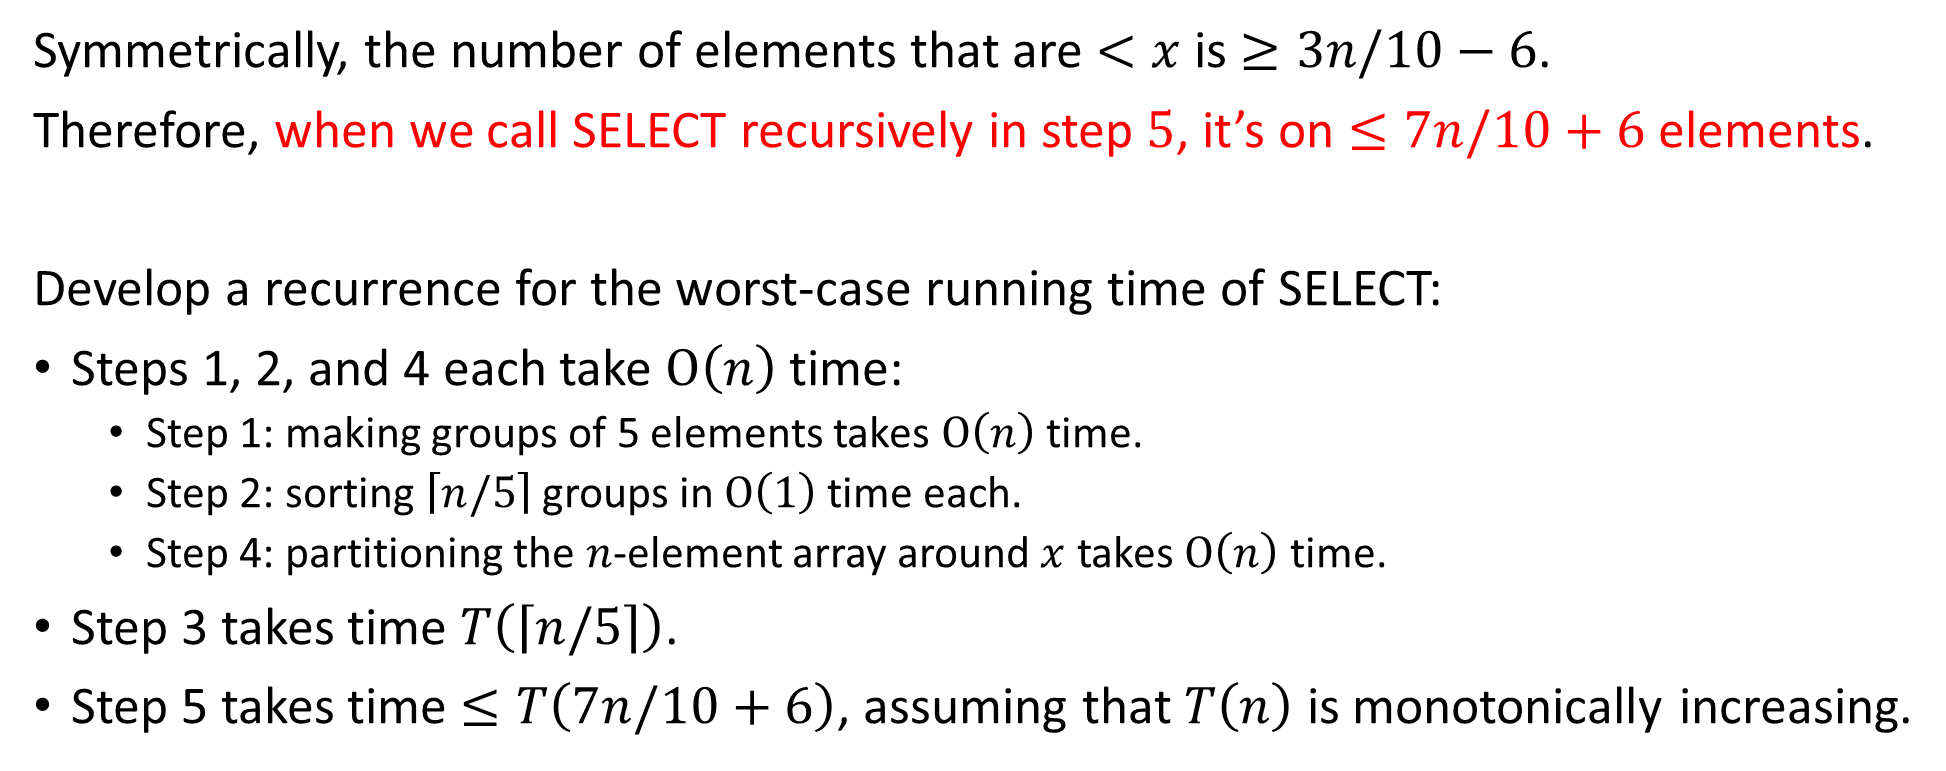 Symmetrically, the number of elements that are < x is ≥ 3n/10 − 6.
Therefore, when we call SELECT recursively in step 5, it’s on ≤ 7n/10 + 6 elements.
Develop a recurrence for the worst-case running time of SELECT:
• Steps 1, 2, and 4 each take O(n) time:
• Step 1: making groups of 5 elements takes O(n) time.
• Step 2: sorting ⌈n/5⌉ groups in O(1) time each.
• Step 4: partitioning the n-element array around x takes O(n) time.
• Step 3 takes time T(⌈n/5⌉).
• Step 5 takes time ≤ T(7n/10 + 6), assuming that T(n) is monotonically increasing.